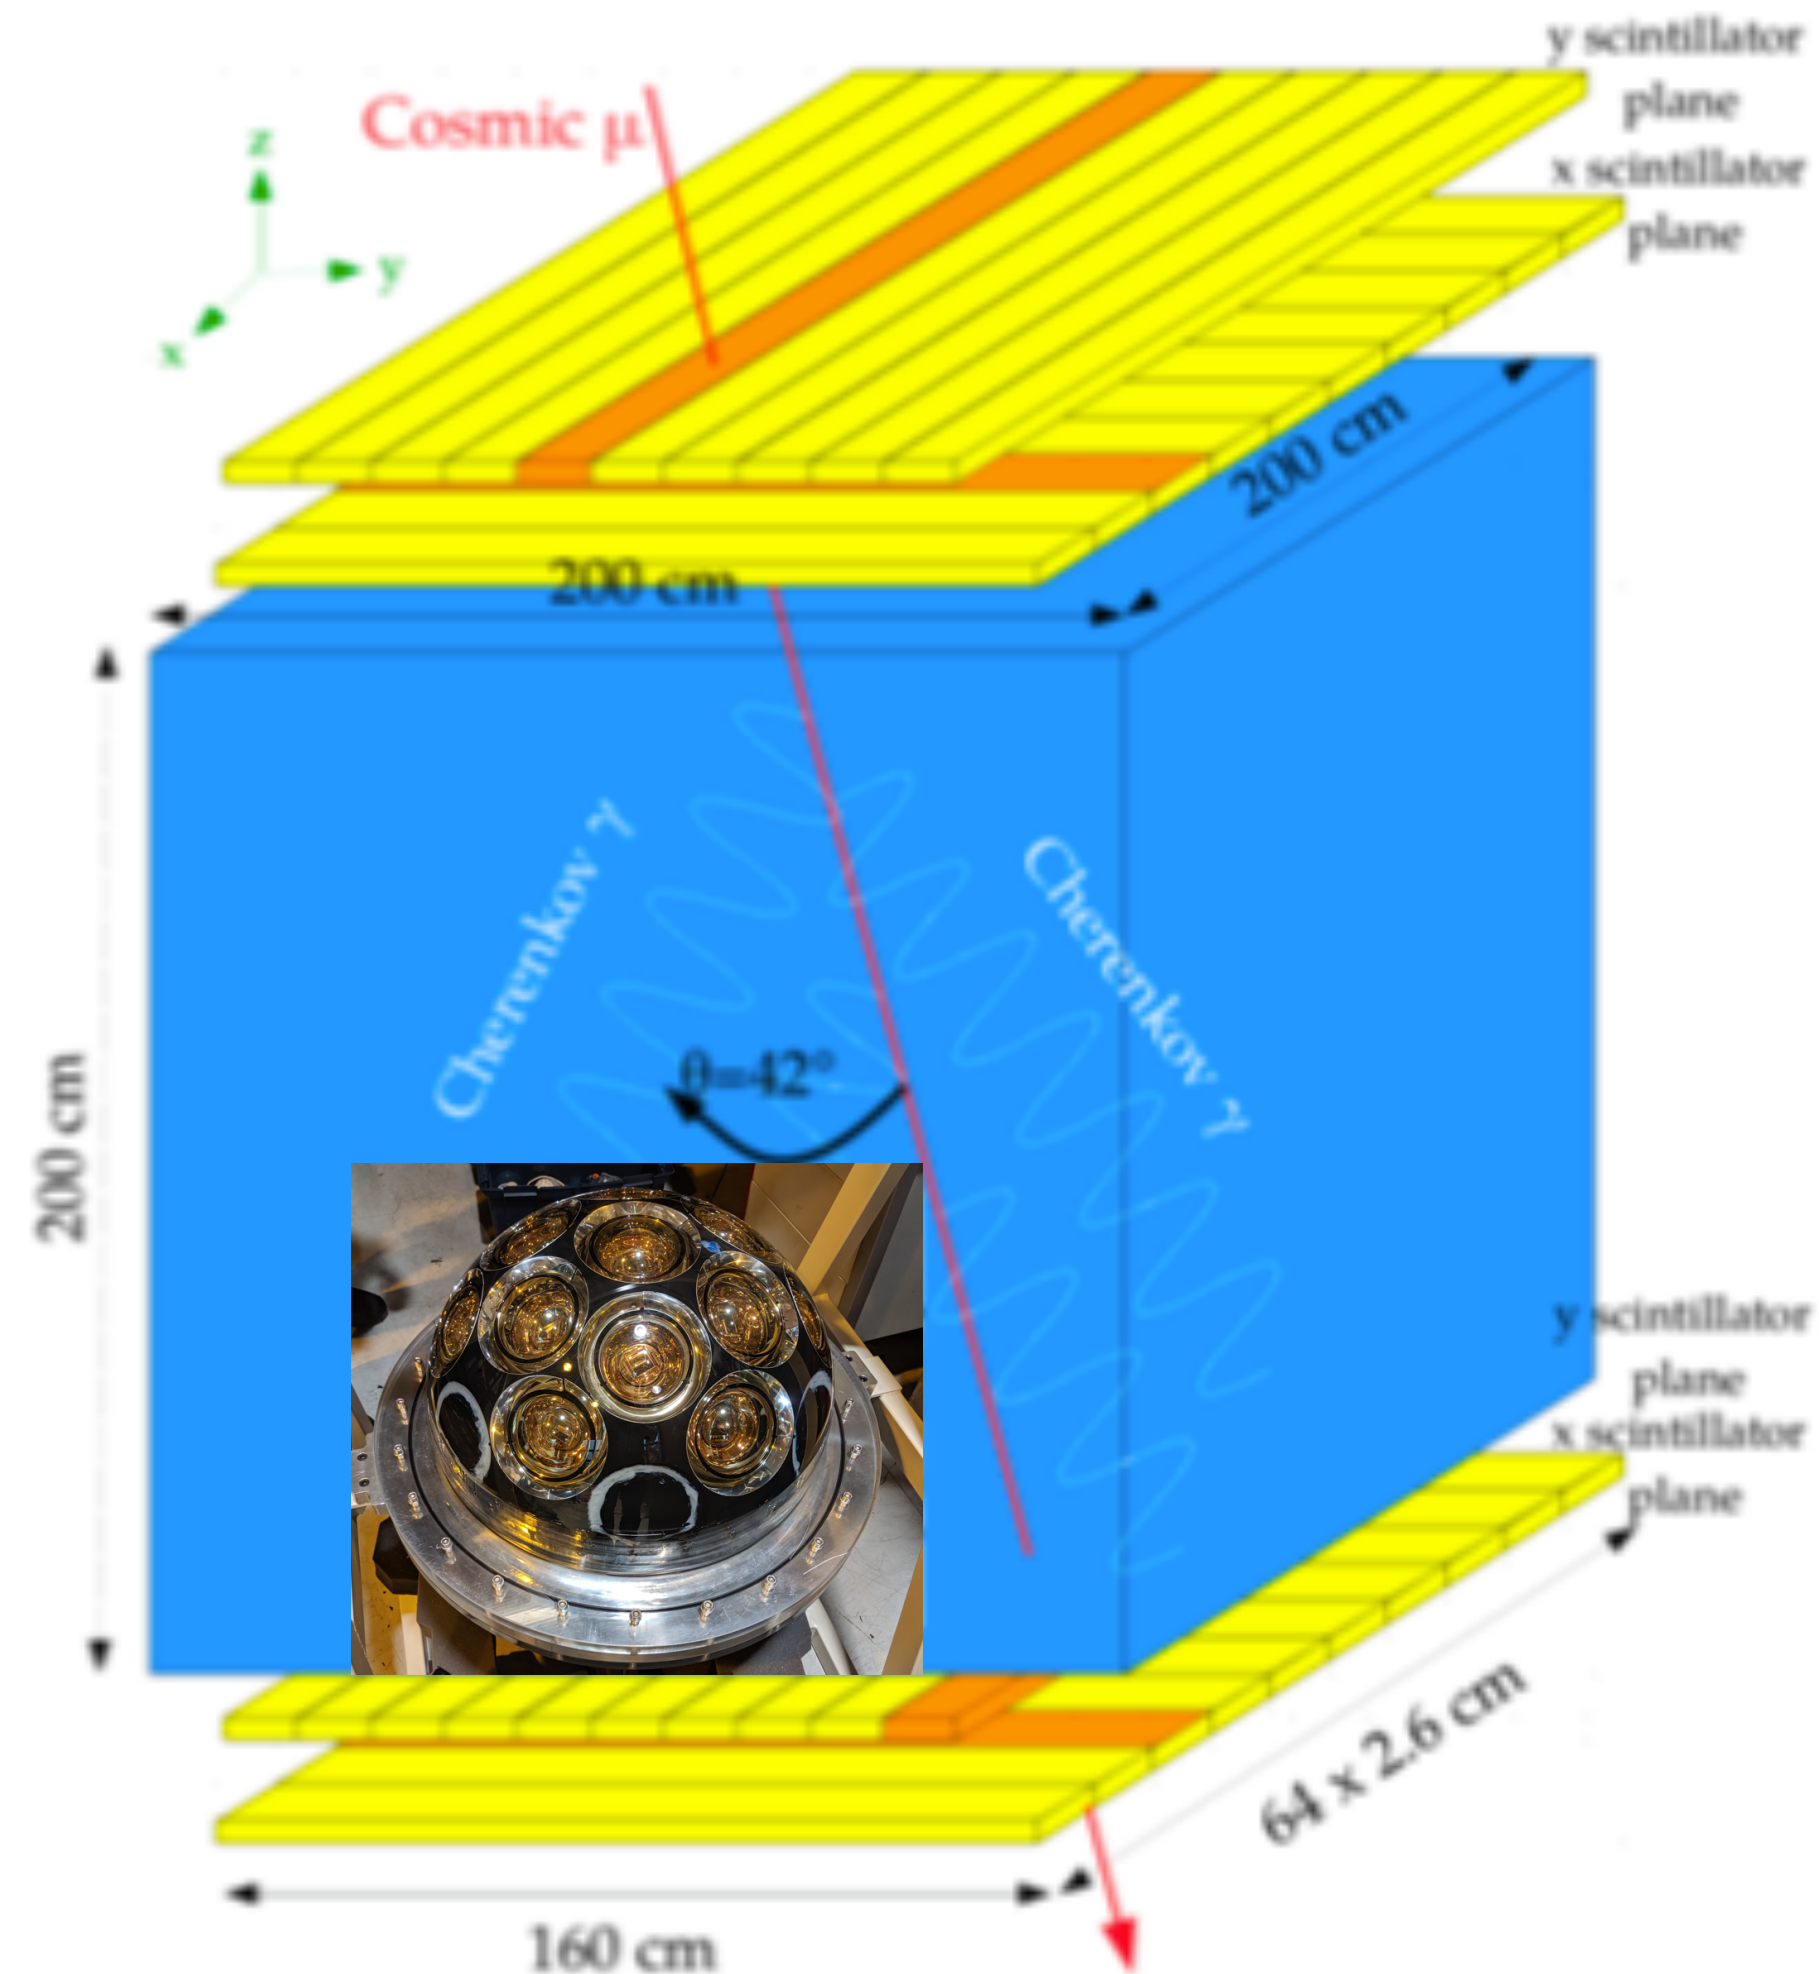 y scintillator
plane
Cosmic μ
z
x scintillator
plane
y
x
200 cm
200 cm
Cherenkov γ
Cherenkov γ
θ=42°
200 cm
y scintillator
plane
x scintillator
plane
64 x 2.6 cm
160 cm